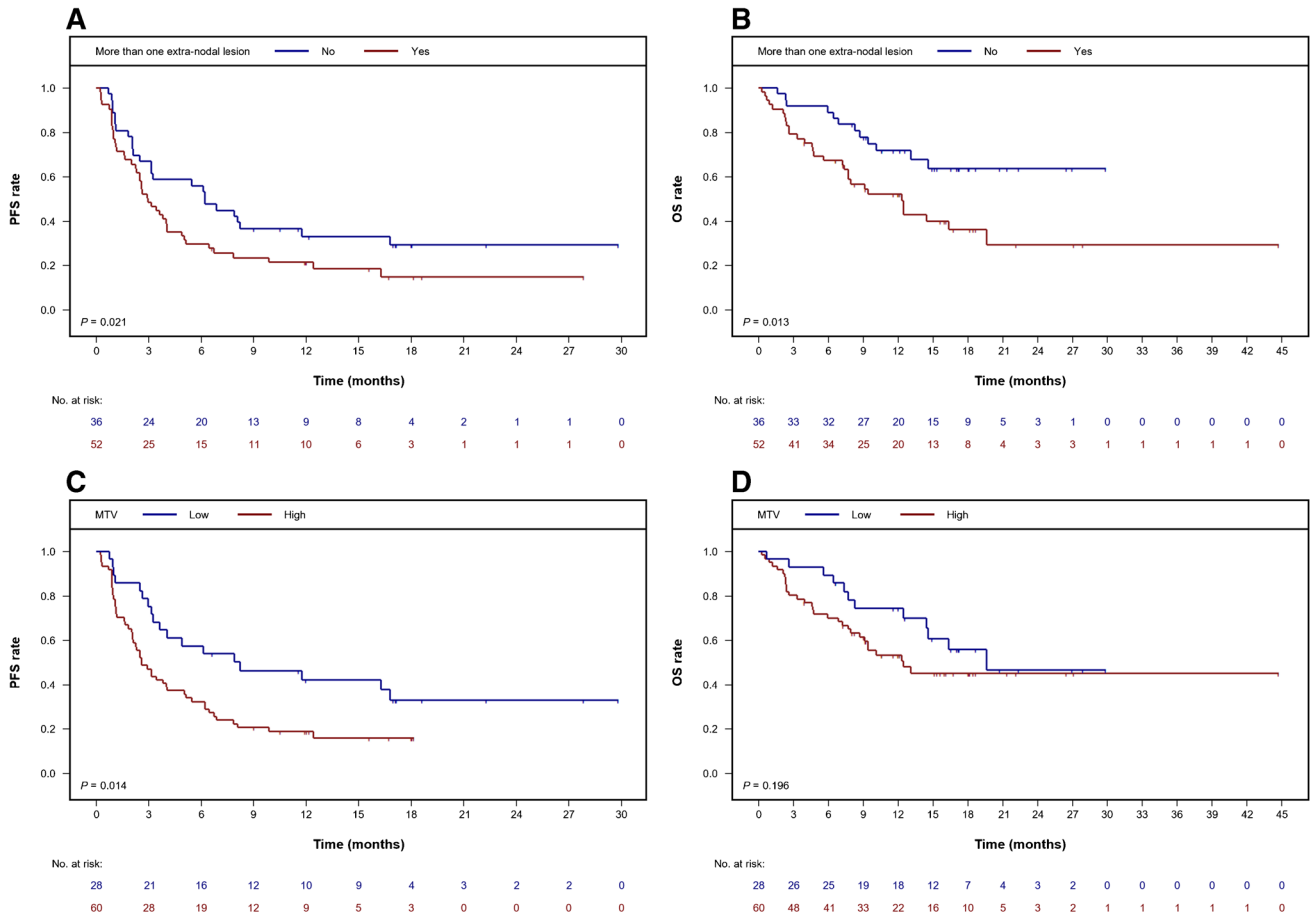 A
More than one extra-nodal lesion No Yes
1.0
0.8
0.6
0.4
0.2
0.0
PFS rate
P = 0.021
0 3 6 9 12 15 18 21 24 27 30
Time (months)
No. at risk:
36 24 20 13 9 8 4 2 1 1 0
52 25 15 11 10 6 3 1 1 1 0
B
More than one extra-nodal lesion No Yes
1.0
0.8
0.6
0.4
0.2
0.0
OS rate
P = 0.013
0 3 6 9 12 15 18 21 24 27 30 33 36 39 42 45
Time (months)
No. at risk:
36 33 32 27 20 15 9 5 3 1 0 0 0 0 0 0
52 41 34 25 20 13 8 4 3 3 1 1 1 1 1 0
C
MTV Low High
1.0
0.8
0.6
0.4
0.2
0.0
PFS rate
P = 0.014
0 3 6 9 12 15 18 21 24 27 30
Time (months)
No. at risk:
28 21 16 12 10 9 4 3 2 2 0
60 28 19 12 9 5 3 0 0 0 0
D
MTV Low High
1.0
0.8
0.6
0.4
0.2
0.0
OS rate
P = 0.196
0 3 6 9 12 15 18 21 24 27 30 33 36 39 42 45
Time (months)
No. at risk:
28 26 25 19 18 12 7 4 3 2 0 0 0 0 0 0
60 48 41 33 22 16 10 5 3 2 1 1 1 1 1 0